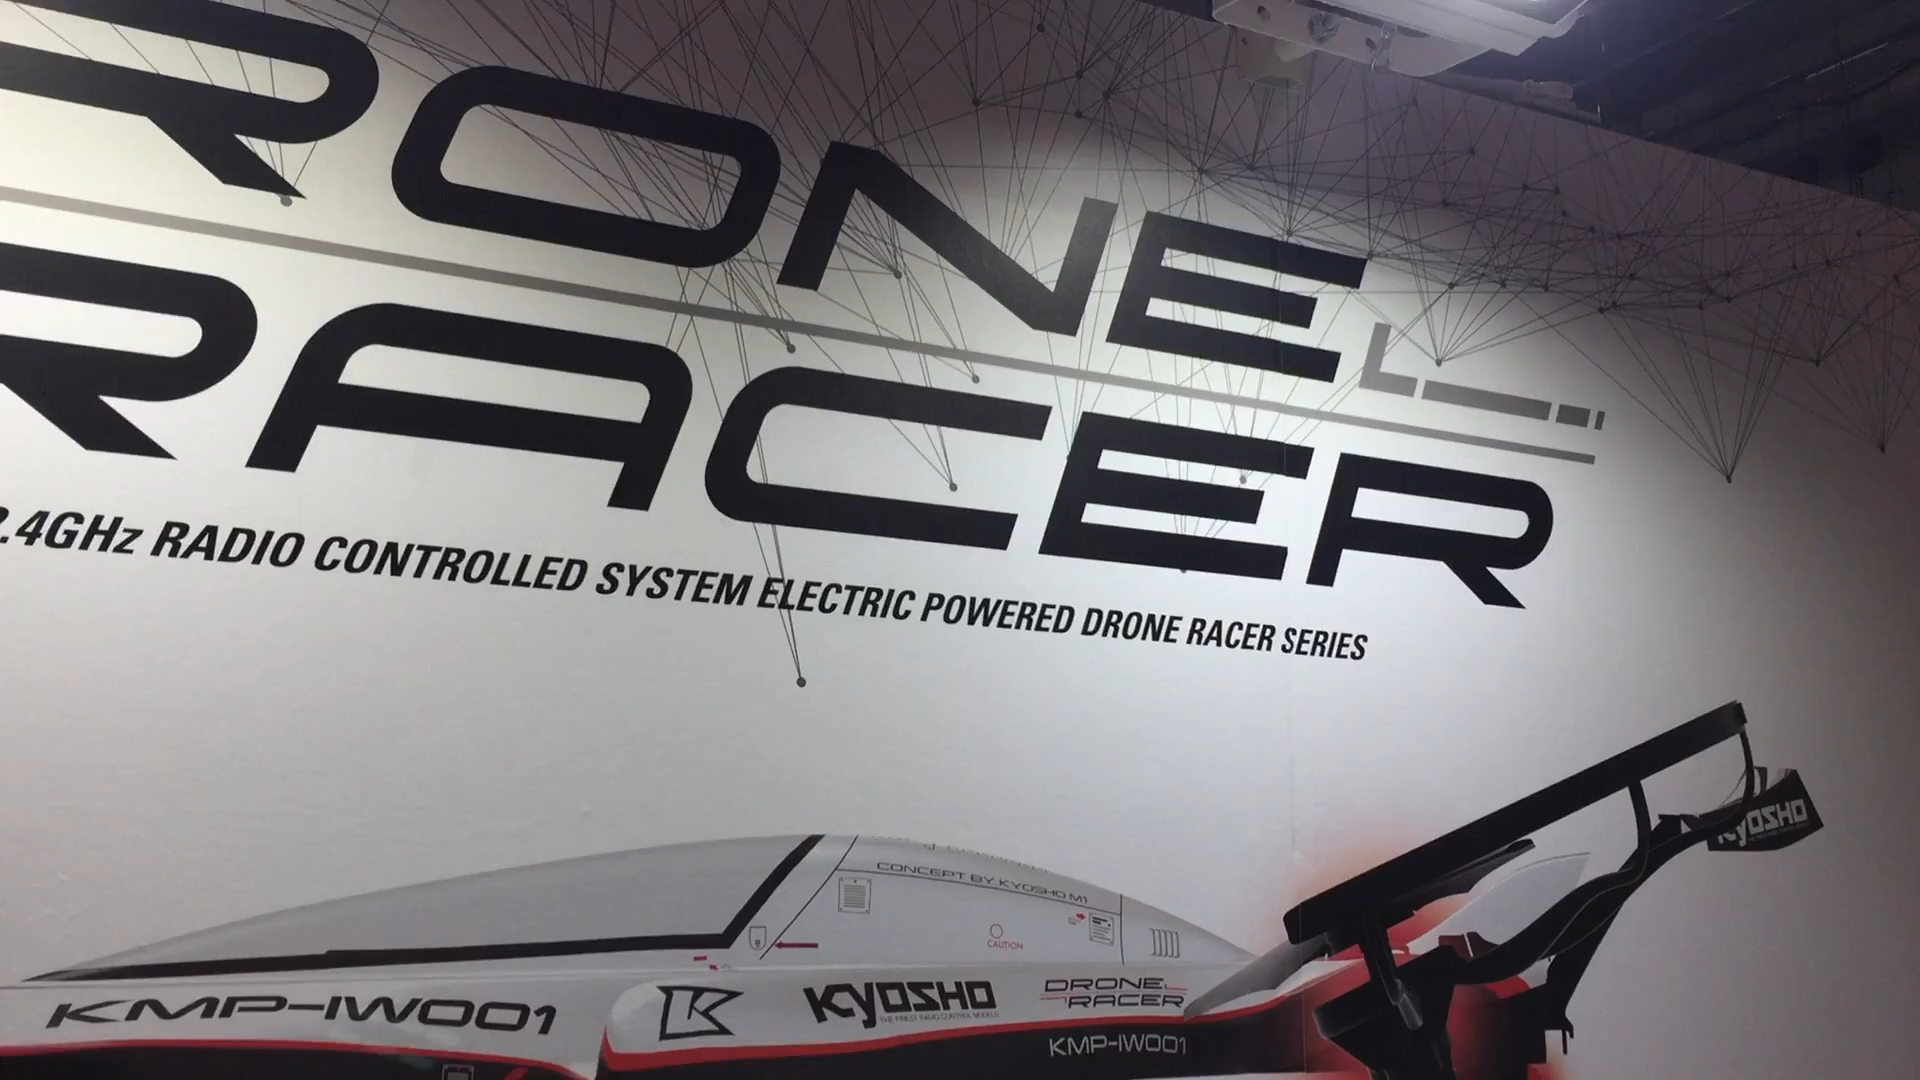 RONE
RACER
.4GHz RADIO CONTROLLED SYSTEM ELECTRIC POWERED DRONE RACER SERIES
KYOSHO
CONCEPT BY KYOSHO M1
CAUTION
KMP-IW001
K
KYOSHO
THE FINEST RADIO CONTROL MODELS
DRONE
RACER
KMP-IW001